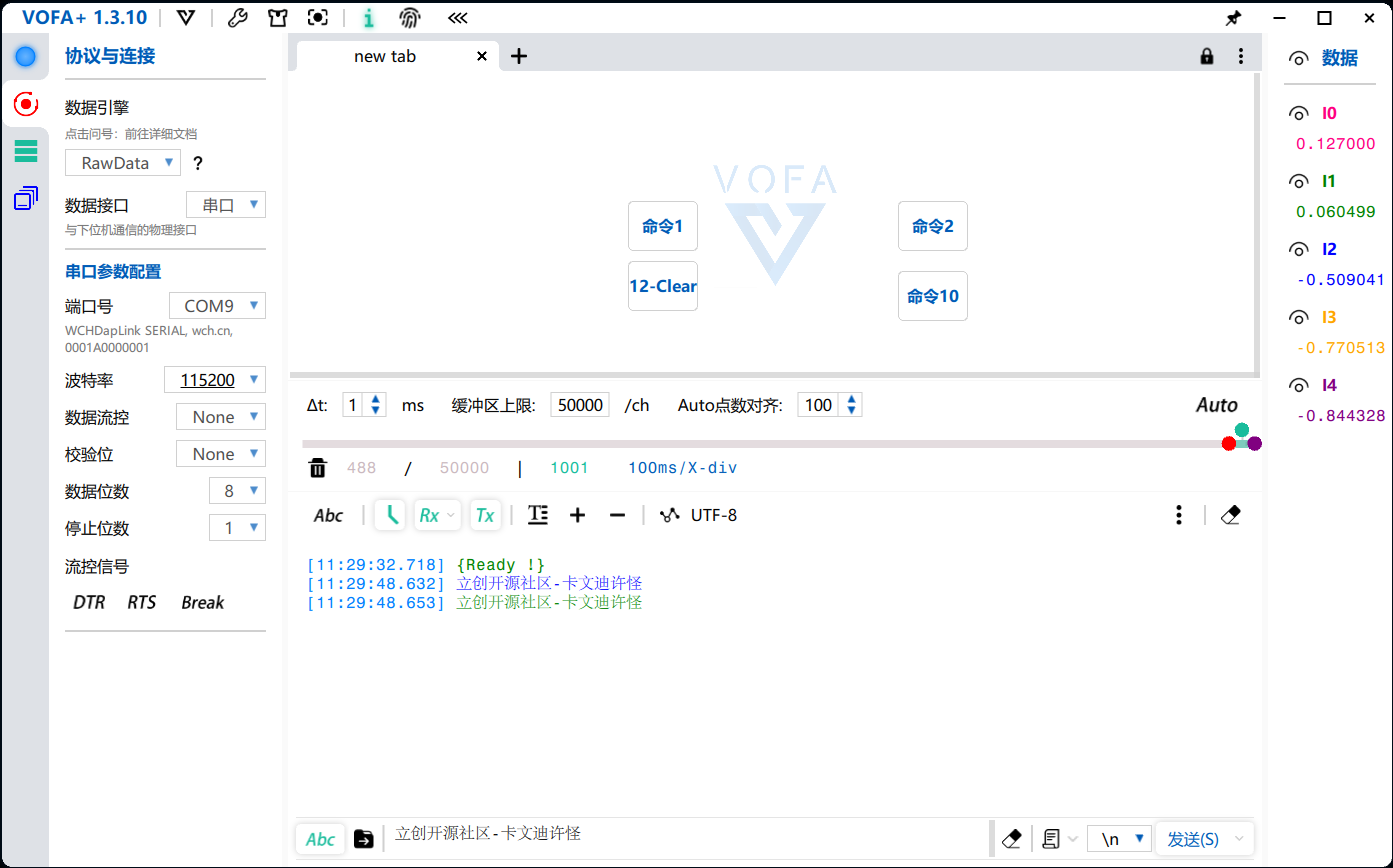 VOFA+ 1.3.10
协议与连接
数据引擎
点击问号：前往详细文档
RawData ?
数据接口 串口
与下位机通信的物理接口
串口参数配置
端口号 COM9
WCHDapLink SERIAL, wch.cn,
0001A0000001
波特率 115200
数据流控 None
校验位 None
数据位数 8
停止位数 1
流控信号
DTR RTS Break
new tab
VOFA
命令1 命令2
12-Clear 命令10
Δt: 1 ms 缓冲区上限: 50000 /ch Auto点数对齐: 100 Auto
488 / 50000 | 1001 100ms/X-div
Abc Rx Tx UTF-8
[11:29:32.718] {Ready !}
[11:29:48.632] 立创开源社区-卡文迪许怪
[11:29:48.653] 立创开源社区-卡文迪许怪
Abc 立创开源社区-卡文迪许怪 \n 发送(S)
数据
I0
0.127000
I1
0.060499
I2
-0.509041
I3
-0.770513
I4
-0.844328